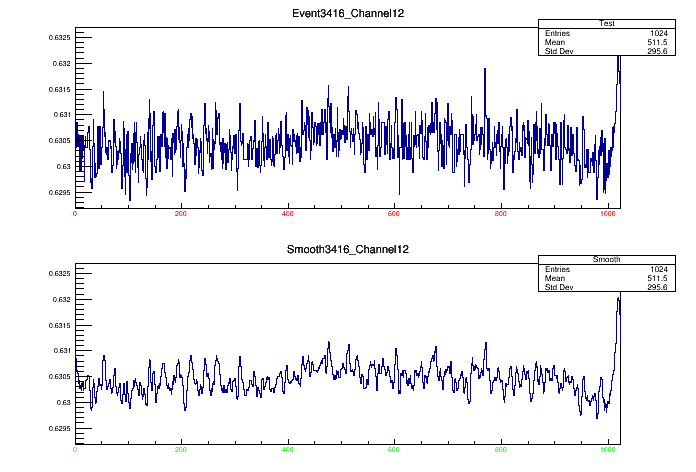 Event3416_Channel12
Test
Entries 1024
Mean 511.5
Std Dev 295.6
0.6325
0.632
0.6315
0.631
0.6305
0.63
0.6295
0 200 400 600 800 1000
Smooth3416_Channel12
Smooth
Entries 1024
Mean 511.5
Std Dev 295.6
0.6325
0.632
0.6315
0.631
0.6305
0.63
0.6295
0 200 400 600 800 1000